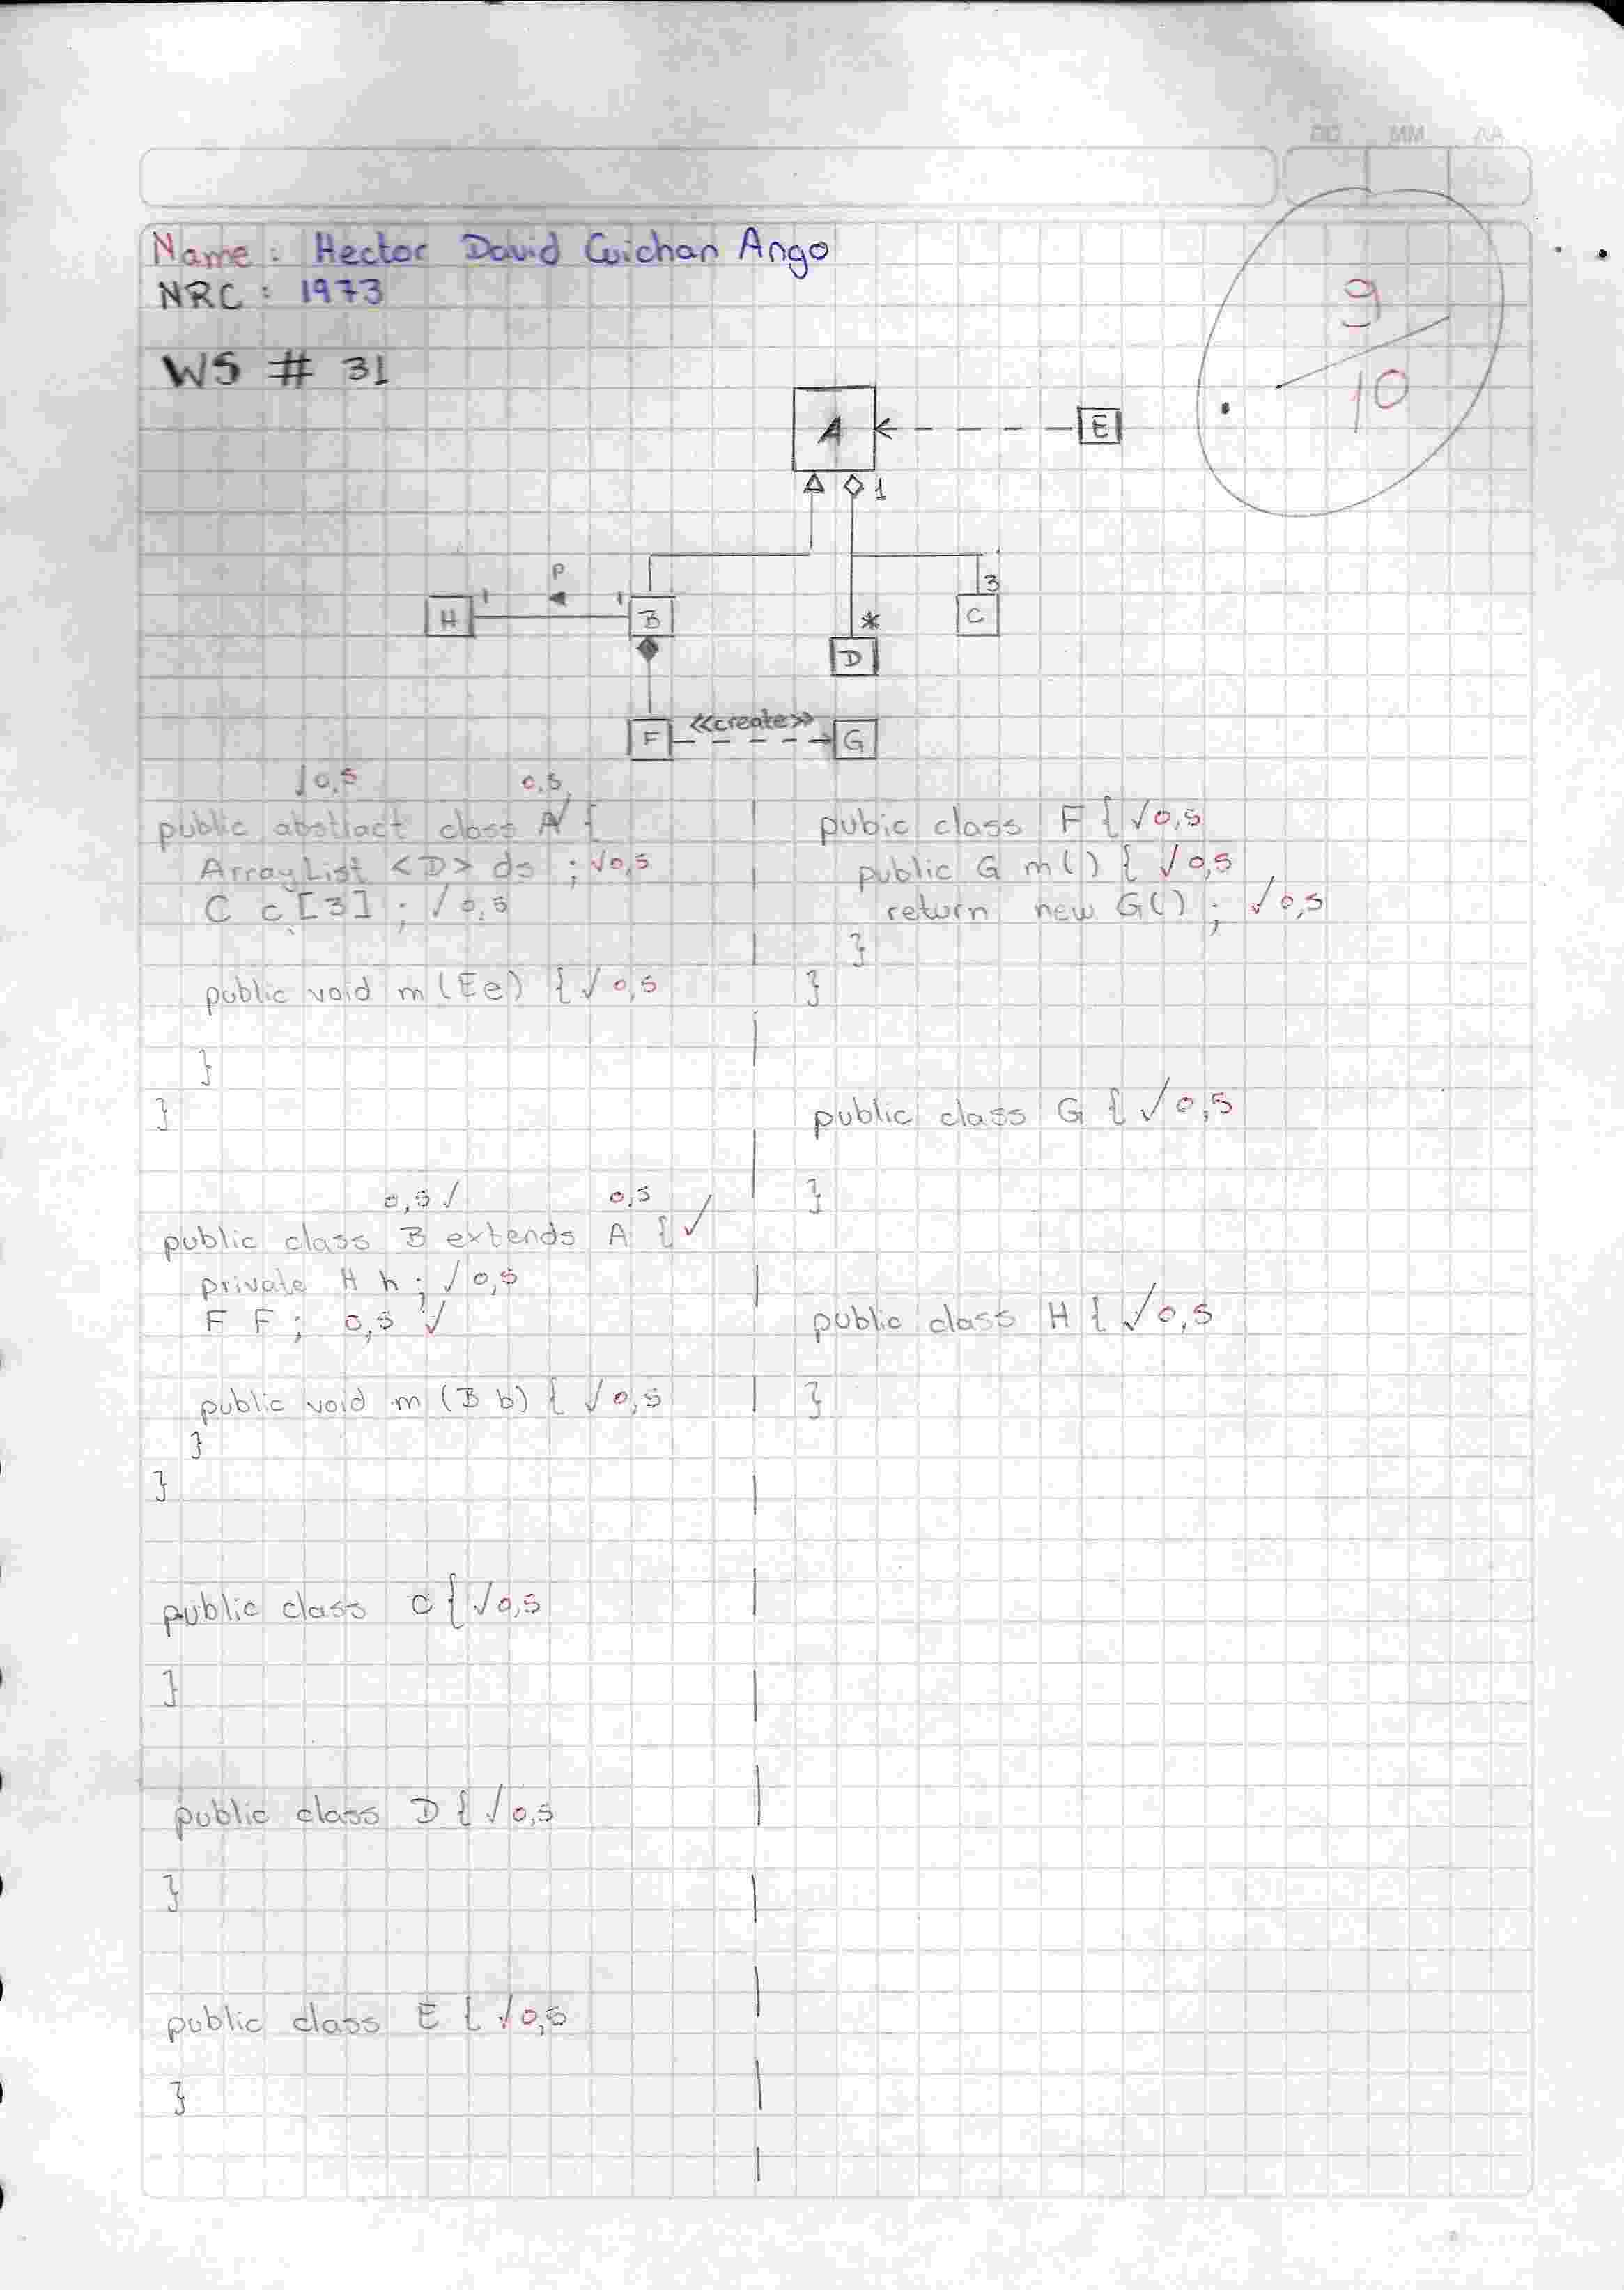 DD MM AA
Name: Hector David Cuichan Ango
NRC: 1973
9
10
WS # 31
A
E
1
P
3
H
1
1
B
*
C
D
<<create>>
F
G
√0,5 0,5
public abstract class A√ {
ArrayList <D> ds ; √0,5
C c[3] ; √0,5
public void m (E e) { √0,5
}
}
0,5√ 0,5
public class B extends A { √
private H h ; √0,5
F F ; 0,5 √
public void m (B b) { √0,5
}
}
public class C { √0,5
}
public class D { √0,5
}
public class E { √0,5
}
pubic class F { √0,5
public G m() { √0,5
return new G() ; √0,5
}
}
public class G { √0,5
}
public class H { √0,5
}